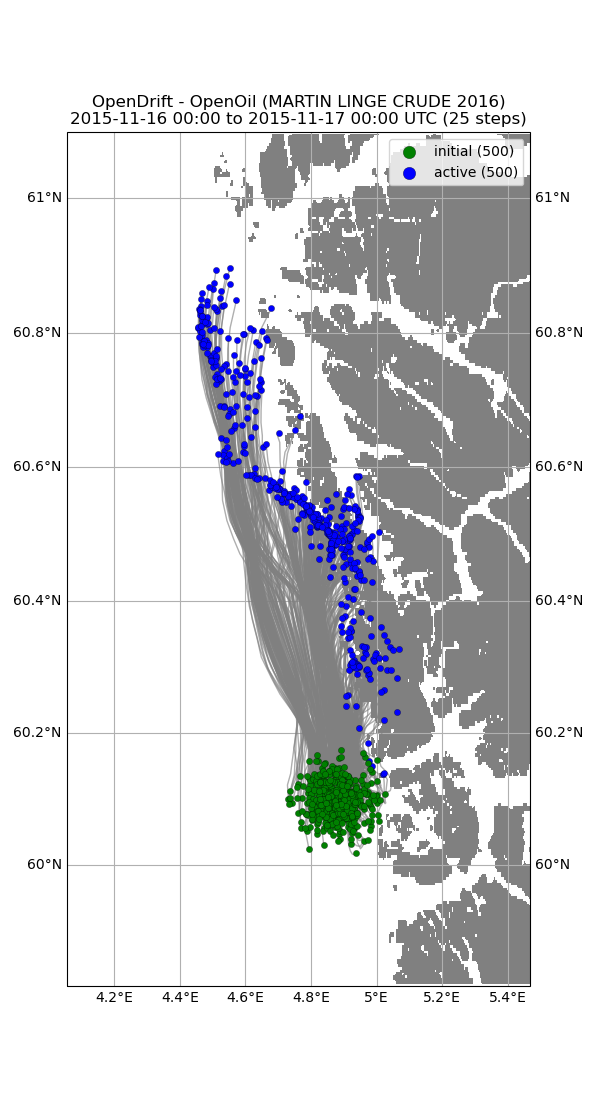 OpenDrift - OpenOil (MARTIN LINGE CRUDE 2016)
2015-11-16 00:00 to 2015-11-17 00:00 UTC (25 steps)
initial (500)
active (500)
61°N 61°N
60.8°N 60.8°N
60.6°N 60.6°N
60.4°N 60.4°N
60.2°N 60.2°N
60°N 60°N
4.2°E 4.4°E 4.6°E 4.8°E 5°E 5.2°E 5.4°E